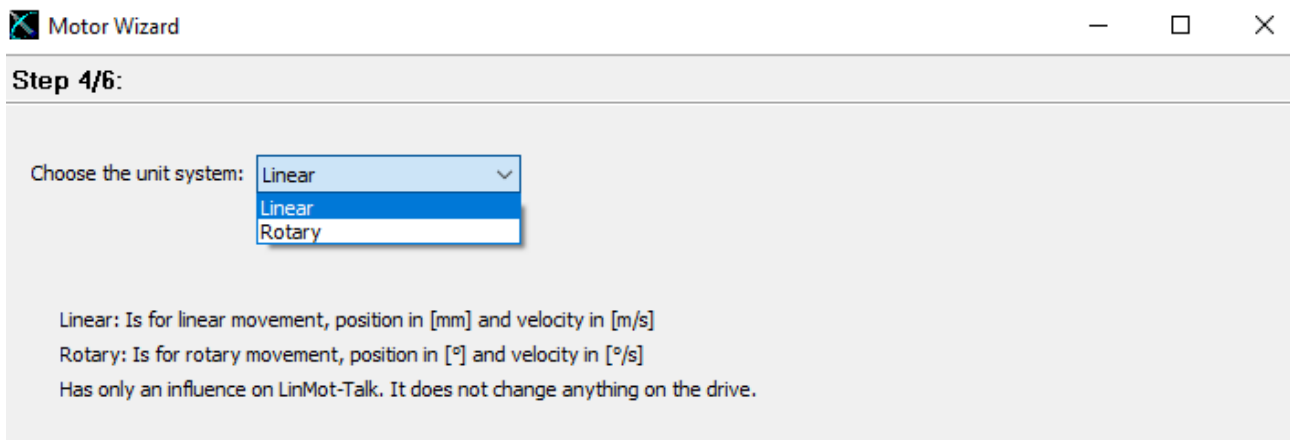 Motor Wizard
Step 4/6:
Choose the unit system: Linear
Linear
Rotary
Linear: Is for linear movement, position in [mm] and velocity in [m/s]
Rotary: Is for rotary movement, position in [°] and velocity in [°/s]
Has only an influence on LinMot-Talk. It does not change anything on the drive.